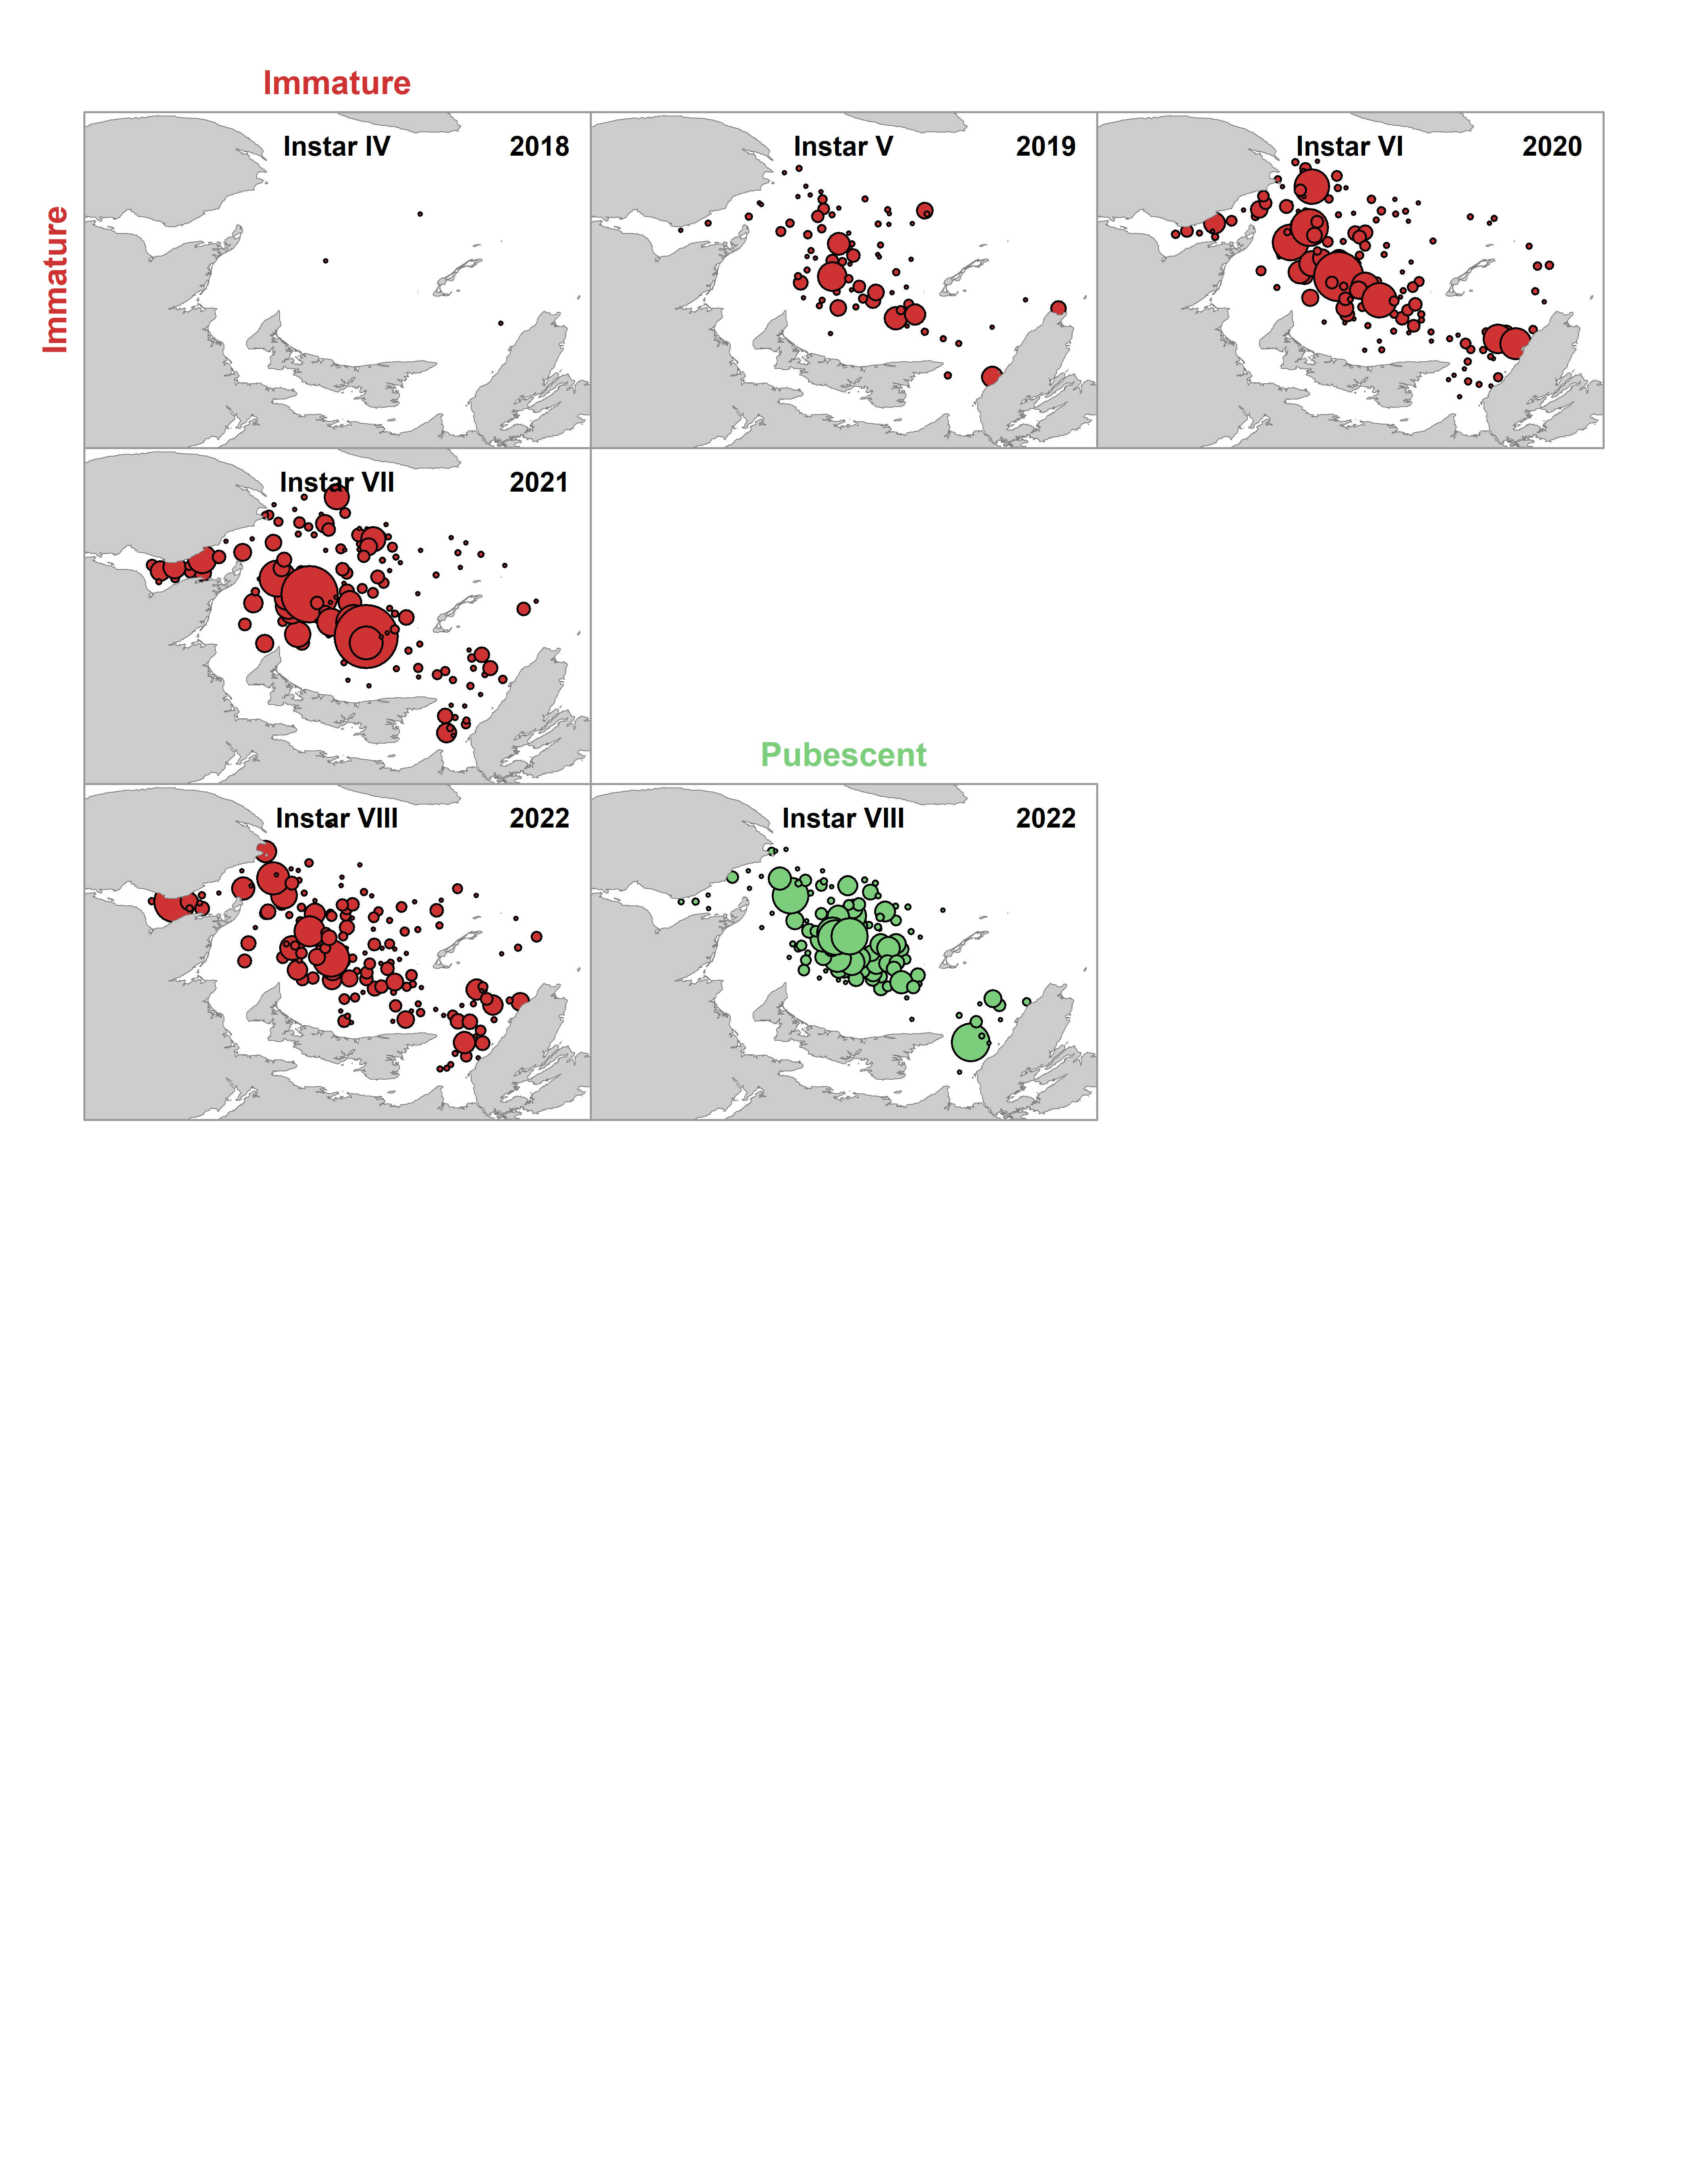 Immature
Immature
Instar IV 2018
Instar V 2019
Instar VI 2020
Instar VII 2021
Pubescent
Instar VIII 2022
Instar VIII 2022